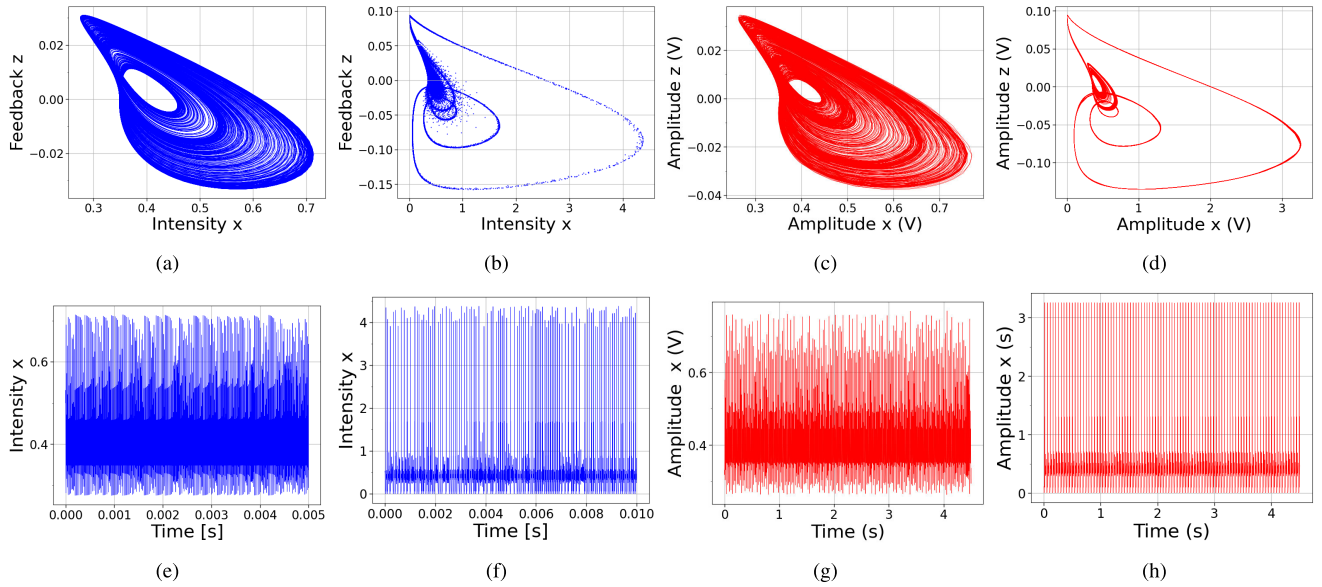 0.02
0.00
−0.02
Feedback z
0.3 0.4 0.5 0.6 0.7
Intensity x
(a)
0.10
0.05
0.00
−0.05
−0.10
−0.15
Feedback z
0 1 2 3 4
Intensity x
(b)
0.02
0.00
−0.02
−0.04
Amplitude z (V)
0.3 0.4 0.5 0.6 0.7
Amplitude x (V)
(c)
0.10
0.05
0.00
−0.05
−0.10
Amplitude z (V)
0 1 2 3
Amplitude x (V)
(d)
0.6
0.4
Intensity x
0.000 0.001 0.002 0.003 0.004 0.005
Time [s]
(e)
4
3
2
1
0
Intensity x
0.000 0.002 0.004 0.006 0.008 0.010
Time [s]
(f)
0.6
0.4
Amplitude x (V)
0 1 2 3 4
Time (s)
(g)
3
2
1
0
Amplitude x (s)
0 1 2 3 4
Time (s)
(h)